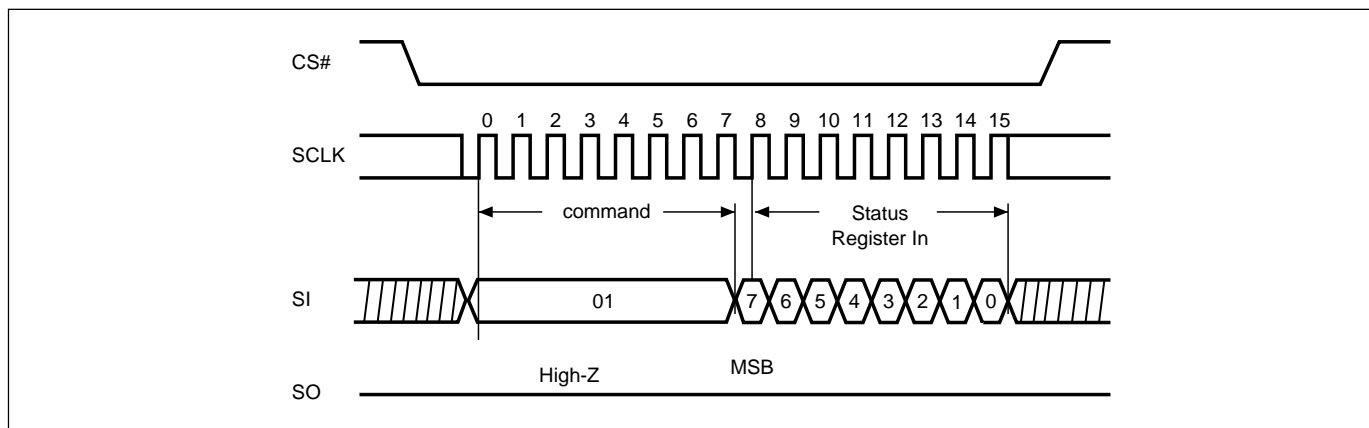 CS#
0 1 2 3 4 5 6 7 8 9 10 11 12 13 14 15
SCLK
command
Status
Register In
SI
01
7 6 5 4 3 2 1 0
High-Z
MSB
SO